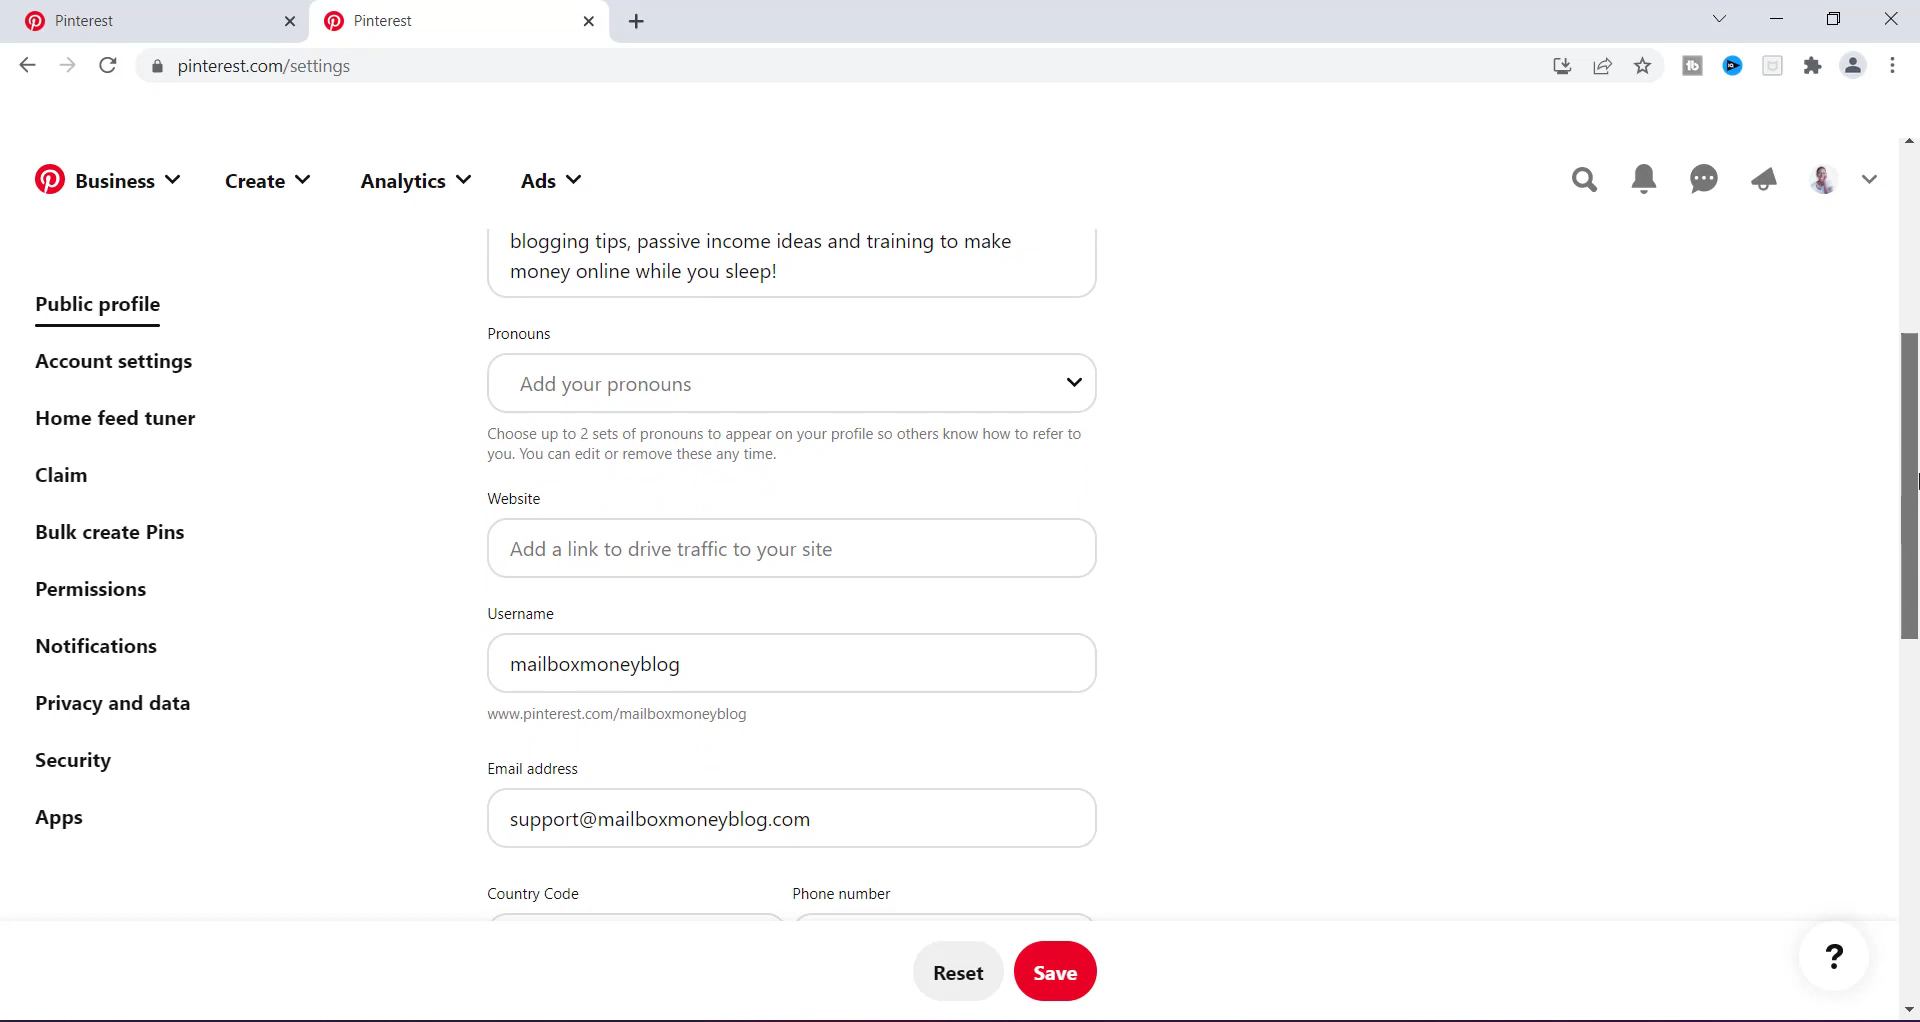 Pinterest
Pinterest
pinterest.com/settings
Business
Create
Analytics
Ads
blogging tips, passive income ideas and training to make
money online while you sleep!
Public profile
Account settings
Home feed tuner
Claim
Bulk create Pins
Permissions
Notifications
Privacy and data
Security
Apps
Pronouns
Add your pronouns
Choose up to 2 sets of pronouns to appear on your profile so others know how to refer to
you. You can edit or remove these any time.
Website
Add a link to drive traffic to your site
Username
mailboxmoneyblog
www.pinterest.com/mailboxmoneyblog
Email address
support@mailboxmoneyblog.com
Country Code
Phone number
Reset
Save
?